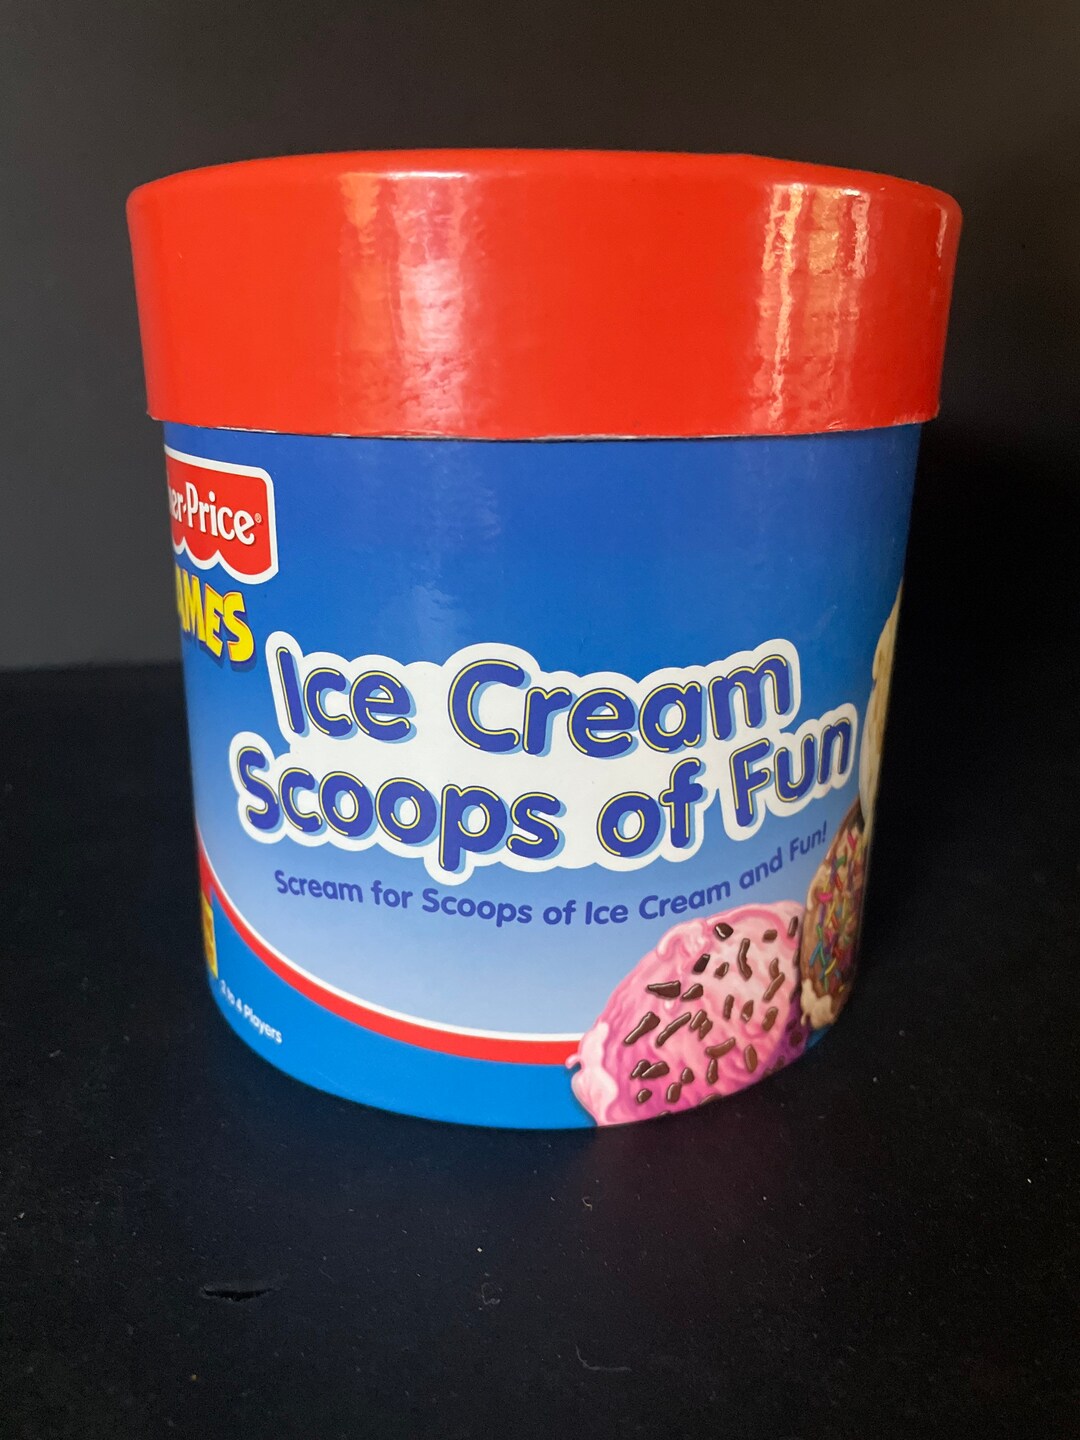 er-Price®
AMES
Ice Cream
Scoops of Fun
Scream for Scoops of Ice Cream and Fun!
2 to 4 Players